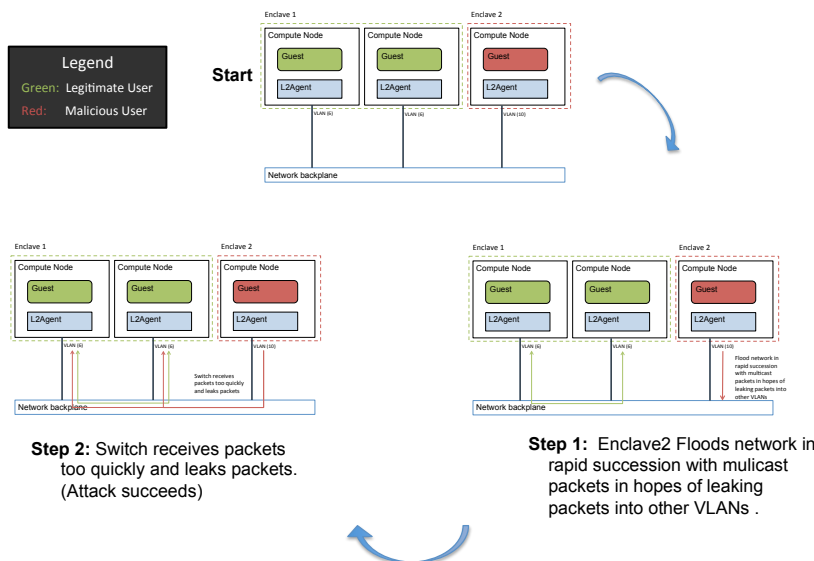 Legend
Green: Legitimate User
Red: Malicious User
Start
Enclave 1
Enclave 2
Compute Node
Compute Node
Compute Node
Guest
Guest
Guest
L2Agent
L2Agent
L2Agent
VLAN (6)
VLAN (6)
VLAN (10)
Network backplane
Enclave 1
Enclave 2
Compute Node
Compute Node
Compute Node
Guest
Guest
Guest
L2Agent
L2Agent
L2Agent
VLAN (6)
VLAN (6)
VLAN (10)
Switch receives
packets too quickly
and leaks packets
Network backplane
Step 2: Switch receives packets
too quickly and leaks packets.
(Attack succeeds)
Enclave 1
Enclave 2
Compute Node
Compute Node
Compute Node
Guest
Guest
Guest
L2Agent
L2Agent
L2Agent
VLAN (6)
VLAN (6)
VLAN (10)
Flood network in
rapid succession
with multicast
packets in hopes of
leaking packets into
other VLANs
Network backplane
Step 1: Enclave2 Floods network in
rapid succession with mulicast
packets in hopes of leaking
packets into other VLANs .